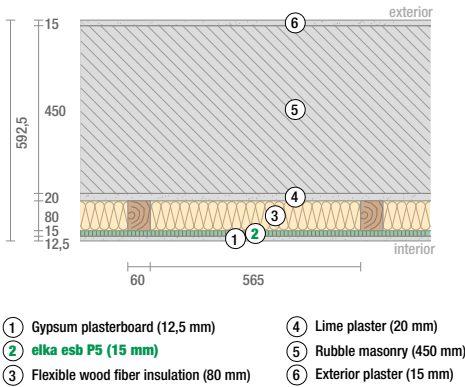 exterior
15
6
450
5
592,5
20
4
80
3
15
2
12,5
1
interior
60
565
1 Gypsum plasterboard (12,5 mm)
2 elka esb P5 (15 mm)
3 Flexible wood fiber insulation (80 mm)
4 Lime plaster (20 mm)
5 Rubble masonry (450 mm)
6 Exterior plaster (15 mm)